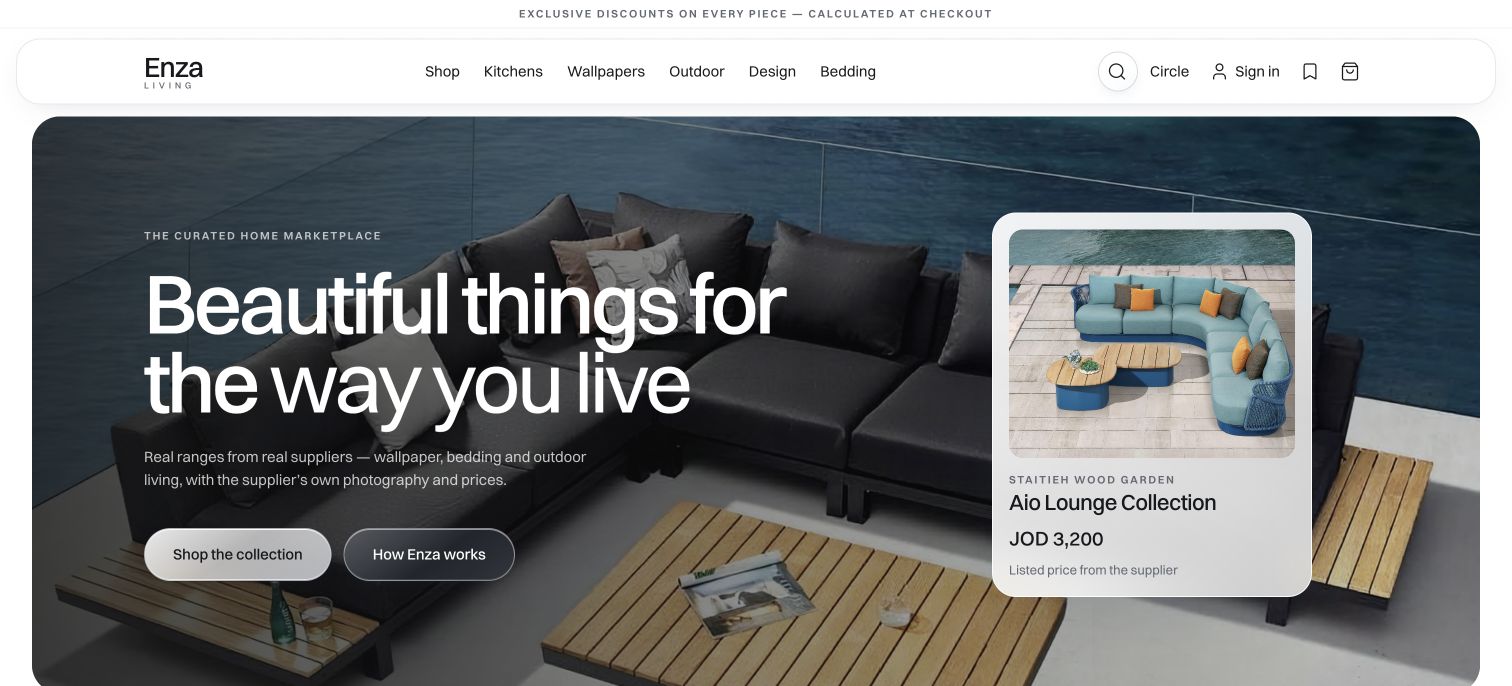 EXCLUSIVE DISCOUNTS ON EVERY PIECE — CALCULATED AT CHECKOUT
Enza
LIVING
Shop
Kitchens
Wallpapers
Outdoor
Design
Bedding
Circle
Sign in
THE CURATED HOME MARKETPLACE
Beautiful things for
the way you live
Real ranges from real suppliers — wallpaper, bedding and outdoor
living, with the supplier's own photography and prices.
Shop the collection
How Enza works
STAITIEH WOOD GARDEN
Aio Lounge Collection
JOD 3,200
Listed price from the supplier